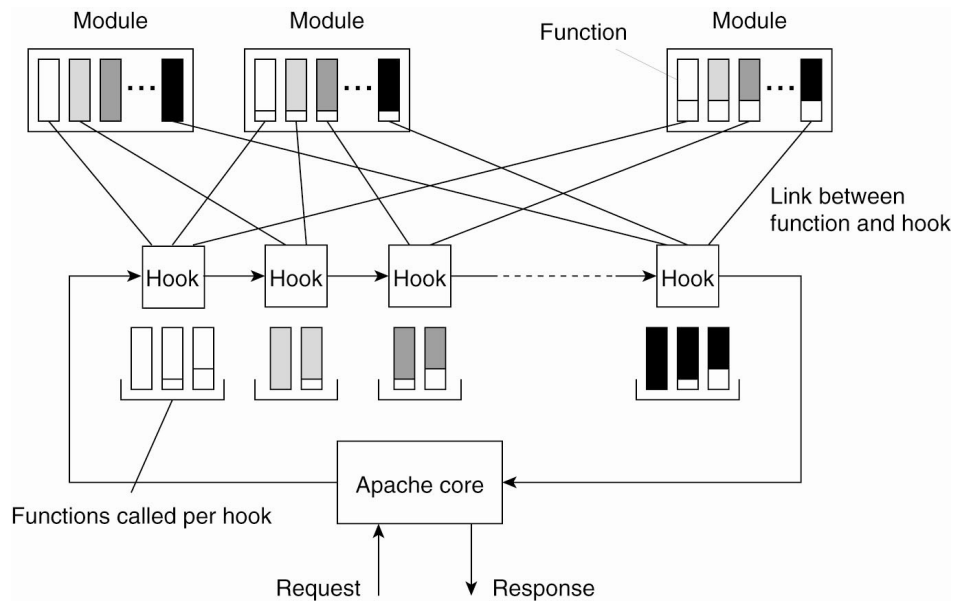 Module
Module
Function
Module
...
...
...
Link between
function and hook
Hook
Hook
Hook
Hook
Apache core
Functions called per hook
Request
Response